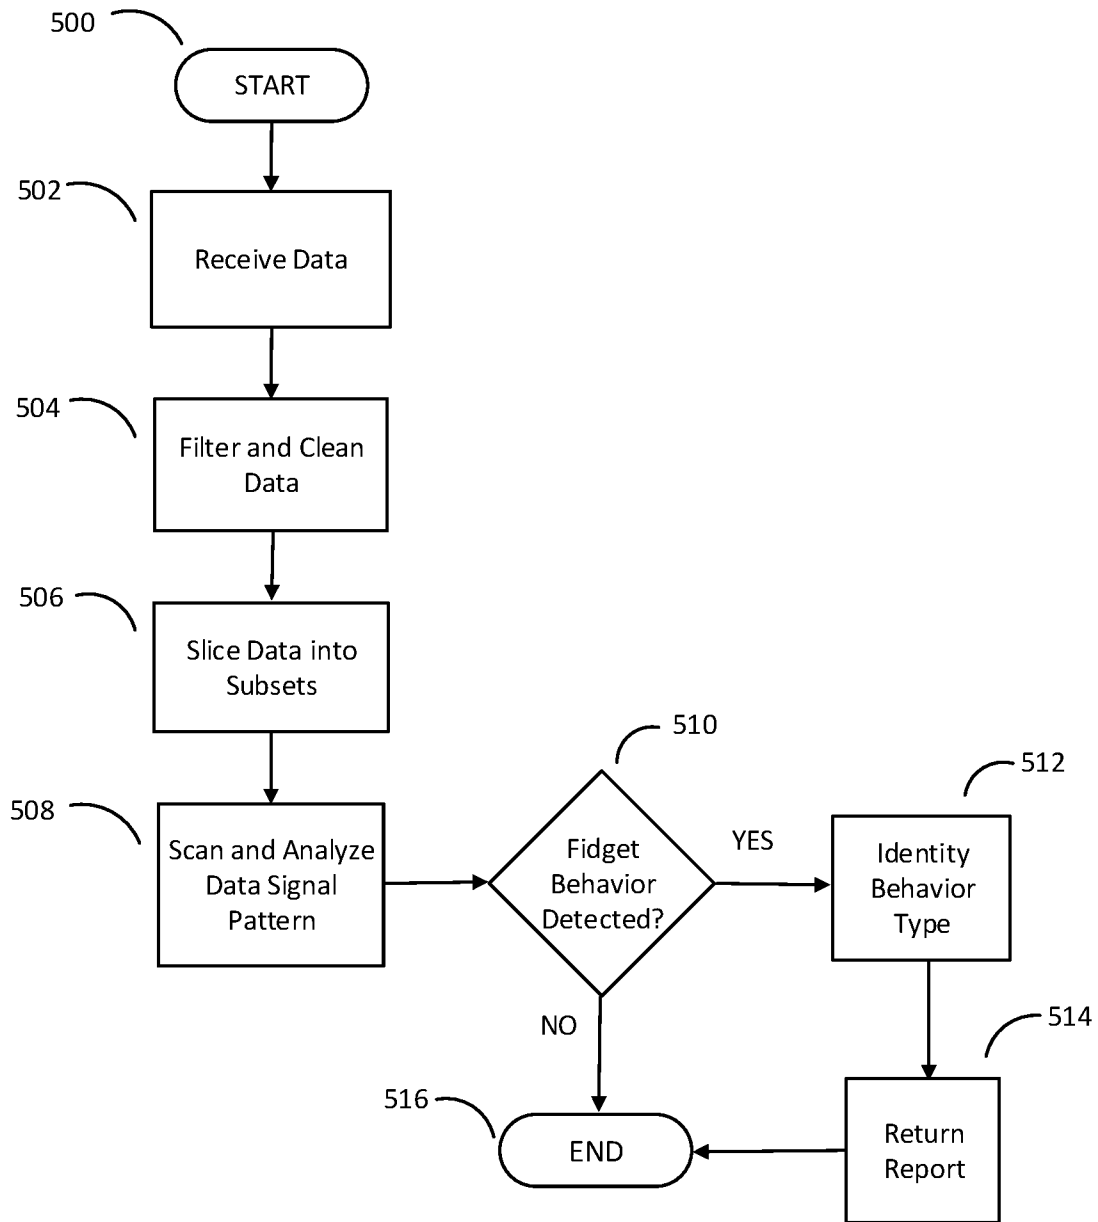 500
START
502
Receive Data
504
Filter and Clean
Data
506
Slice Data into
Subsets
508
Scan and Analyze
Data Signal
Pattern
510
Fidget
Behavior
Detected?
YES
512
Identity
Behavior
Type
NO
514
Return
Report
516
END